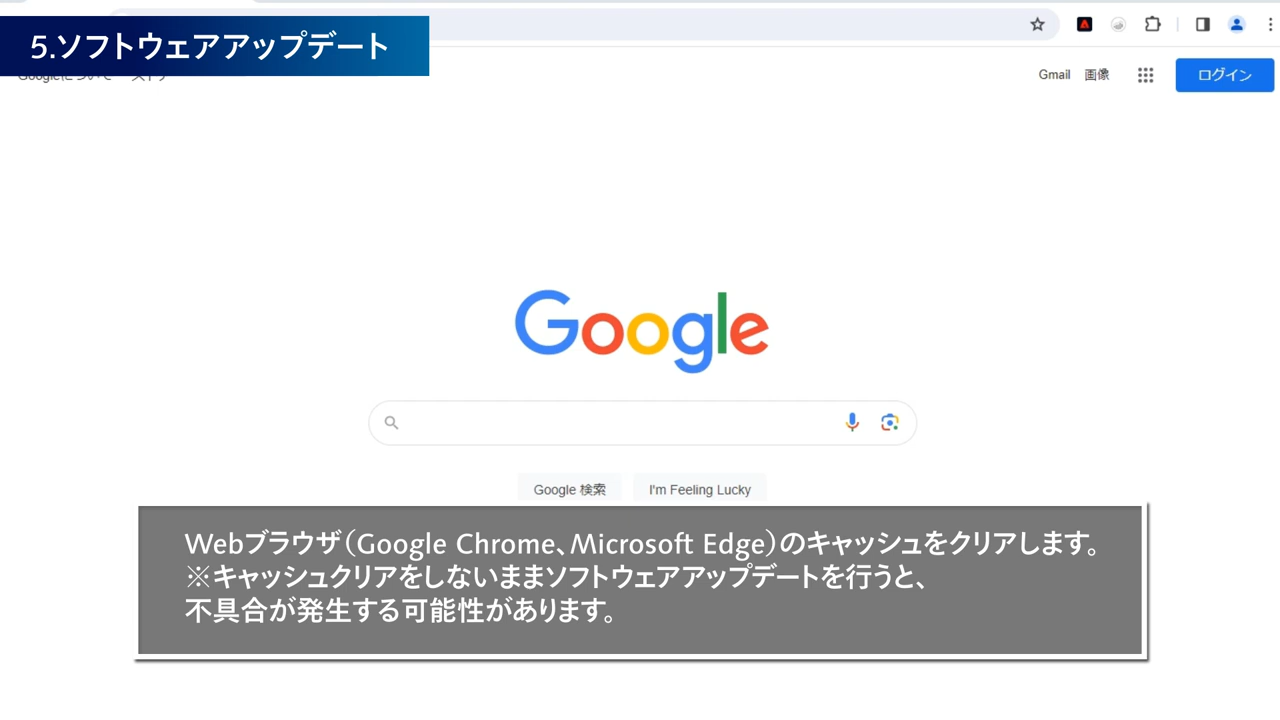 5.ソフトウェアアップデート
Gmail 画像 ログイン
Google
Google 検索 I'm Feeling Lucky
Webブラウザ（Google Chrome、Microsoft Edge）のキャッシュをクリアします。
※キャッシュクリアをしないままソフトウェアアップデートを行うと、
不具合が発生する可能性があります。